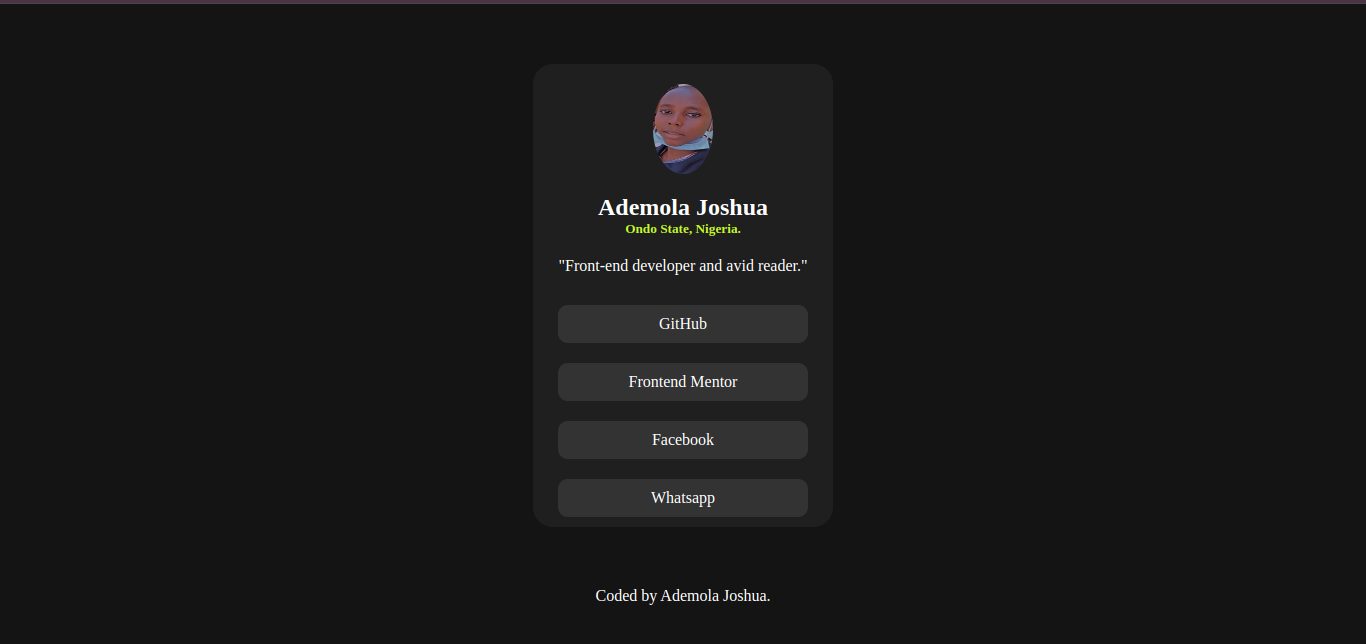 Ademola Joshua
Ondo State, Nigeria.
"Front-end developer and avid reader."
GitHub
Frontend Mentor
Facebook
Whatsapp
Coded by Ademola Joshua.